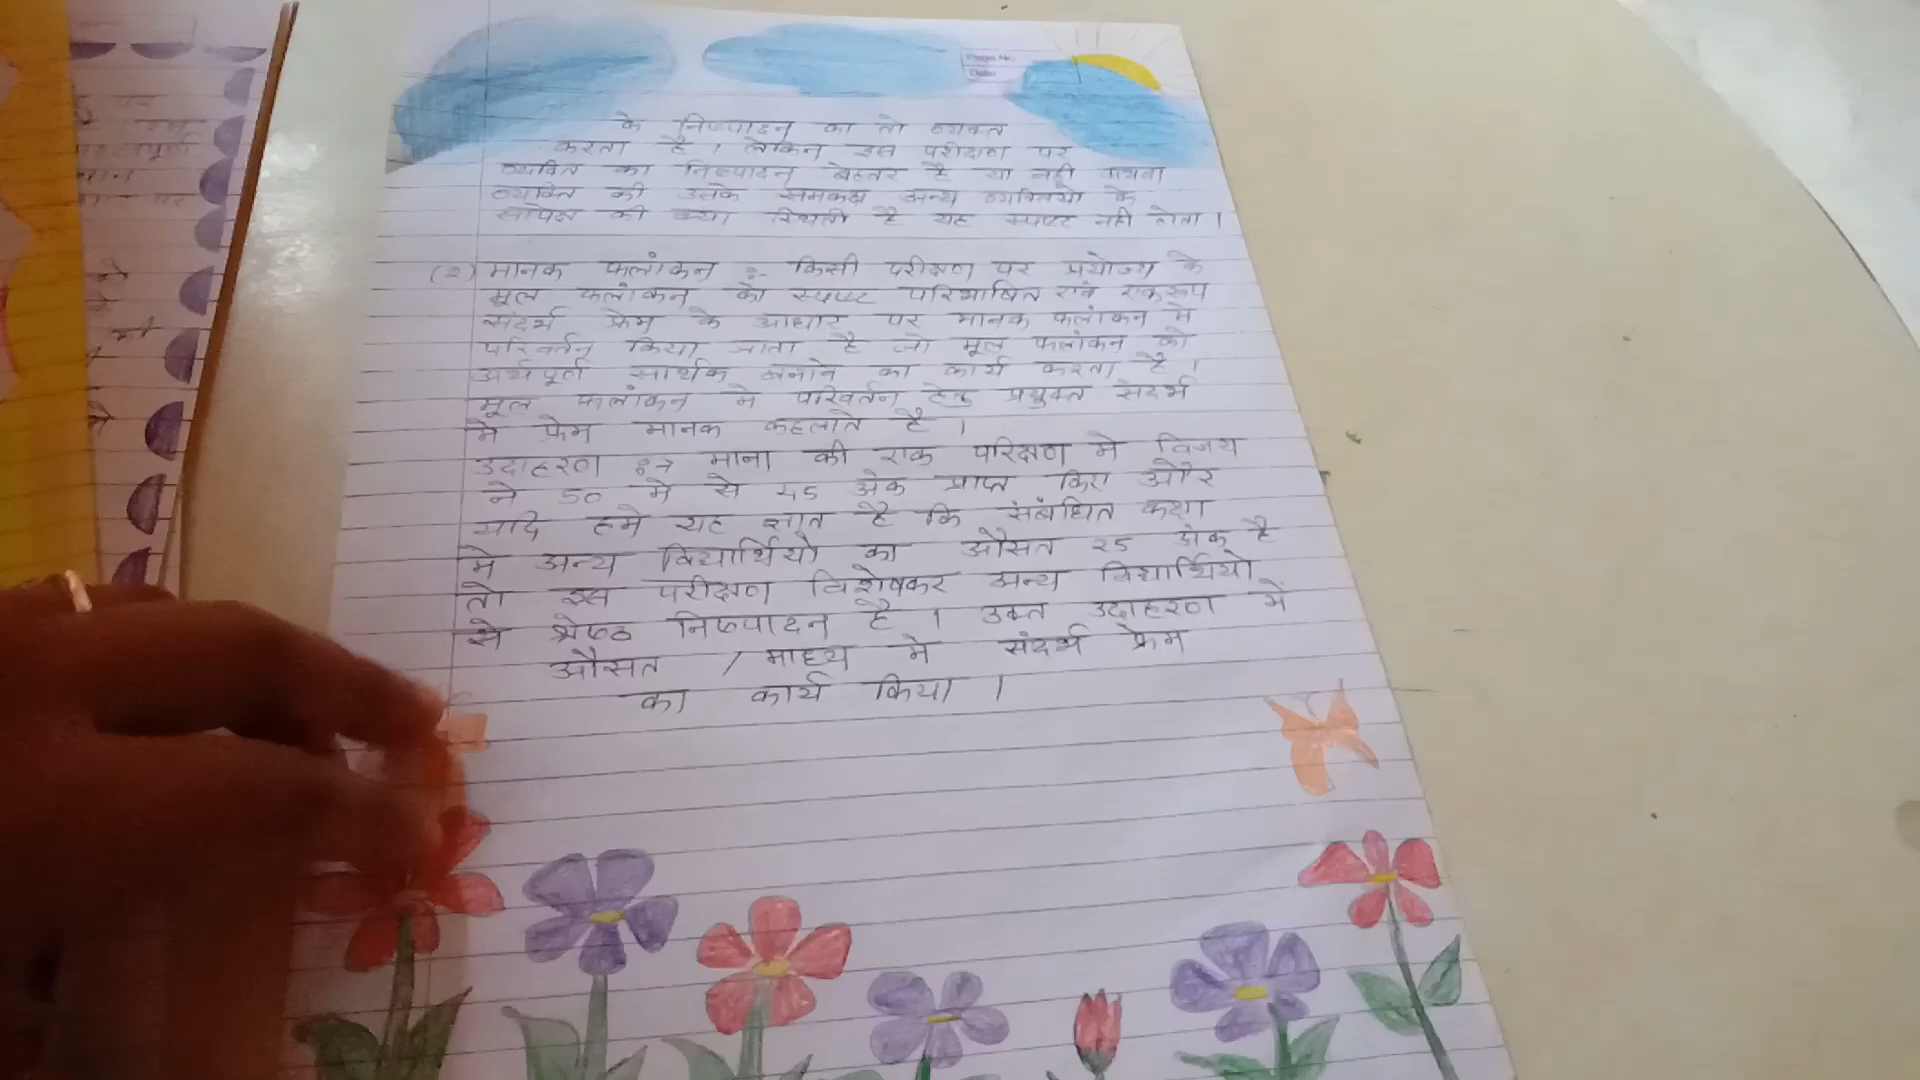 Page No.
Date
के निष्पादन का तो व्यक्त
करता है। लेकिन इस परीक्षण पर
व्यक्ति का निष्पादन बेहतर है या नही अथवा
व्यक्ति की उसके समकक्ष अन्य व्यक्तियो के
सापेक्ष की क्या स्थिती है यह स्पष्ट नही होता।
(2) मानक फलांकन :- किसी परीक्षण पर प्रयोज्य के
मूल फलांकन को स्पष्ट परिभाषित एवं एकरूप
संदर्भ फ्रेम के आधार पर मानक फलांकन मे
परिवर्तन किया जाता है जो मूल फलांकन को
अर्थपूर्ण सार्थक बनाने का कार्य करता है।
मूल फलांकन मे परिवर्तन हेतु प्रयुक्त संदर्भ
मे फ्रेम मानक कहलाते है।
उदाहरण :→ माना की एक परिक्षण मे विजय
ने 50 मे से 45 अंक प्राप्त किए और
यदि हमे यह ज्ञात है कि संबंधित कक्षा
मे अन्य विद्यार्थियो का औसत 25 अंक है
तो इस परीक्षण विशेषकर अन्य विद्यार्थियो
से श्रेष्ठ निष्पादन है। उक्त उदाहरण में
औसत / माध्य मे संदर्भ फ्रेम
का कार्य किया।